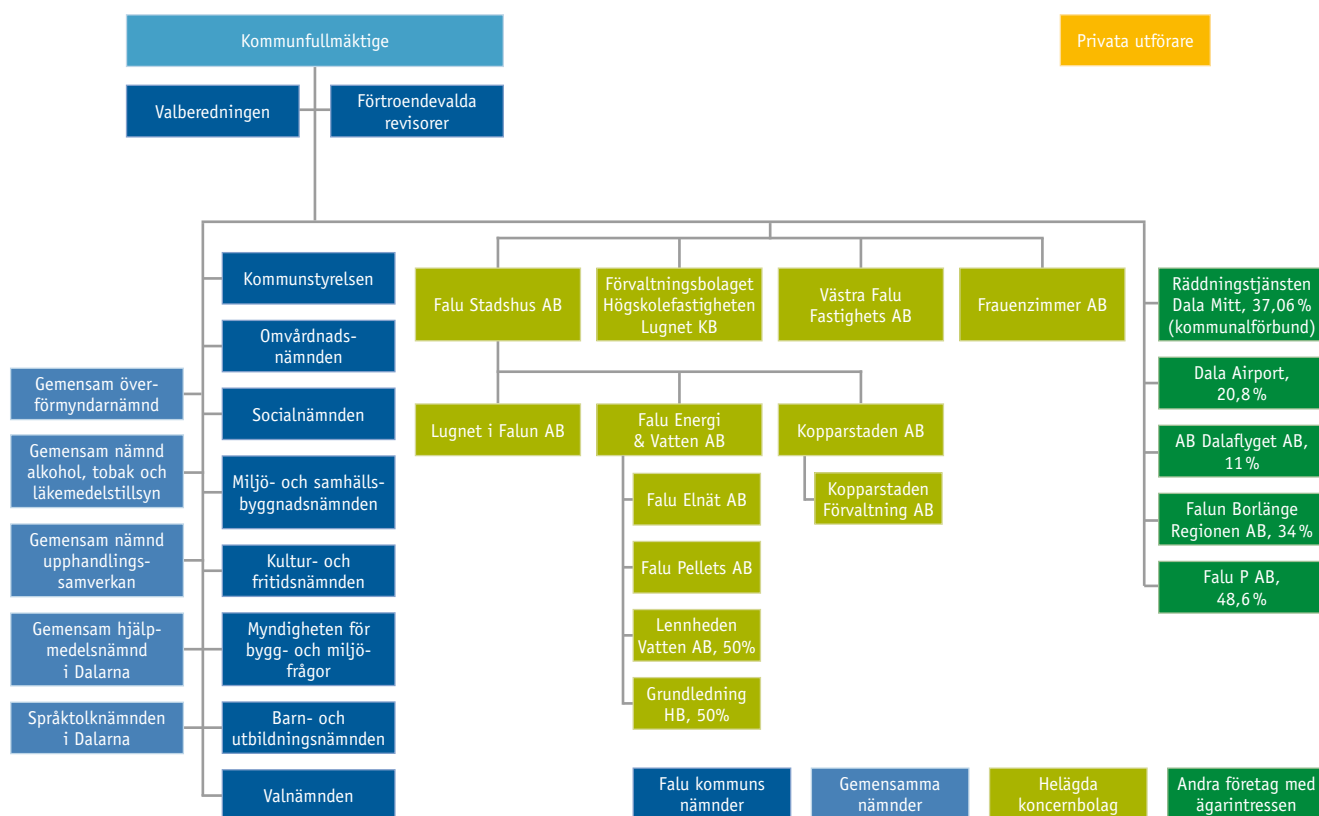 Kommunfullmäktige
Privata utförare
Valberedningen
Förtroendevalda
revisorer
Kommunstyrelsen
Omvårdnads-
nämnden
Socialnämnden
Miljö- och samhälls-
byggnadsnämnden
Kultur- och
fritidsnämnden
Myndigheten för
bygg- och miljö-
frågor
Barn- och
utbildningsnämnden
Valnämnden
Gemensam över-
förmyndarnämnd
Gemensam nämnd
alkohol, tobak och
läkemedelstillsyn
Gemensam nämnd
upphandlings-
samverkan
Gemensam hjälp-
medelsnämnd
i Dalarna
Språktolknämnden
i Dalarna
Falu Stadshus AB
Förvaltningsbolaget
Högskolefastigheten
Lugnet KB
Västra Falu
Fastighets AB
Frauenzimmer AB
Lugnet i Falun AB
Falu Energi
& Vatten AB
Kopparstaden AB
Falu Elnät AB
Falu Pellets AB
Lennheden
Vatten AB, 50%
Grundledning
HB, 50%
Kopparstaden
Förvaltning AB
Räddningstjänsten
Dala Mitt, 37,06 %
(kommunalförbund)
Dala Airport,
20,8 %
AB Dalaflyget AB,
11 %
Falun Borlänge
Regionen AB, 34 %
Falu P AB,
48,6 %
Falu kommuns
nämnder
Gemensamma
nämnder
Helägda
koncernbolag
Andra företag med
ägarintressen